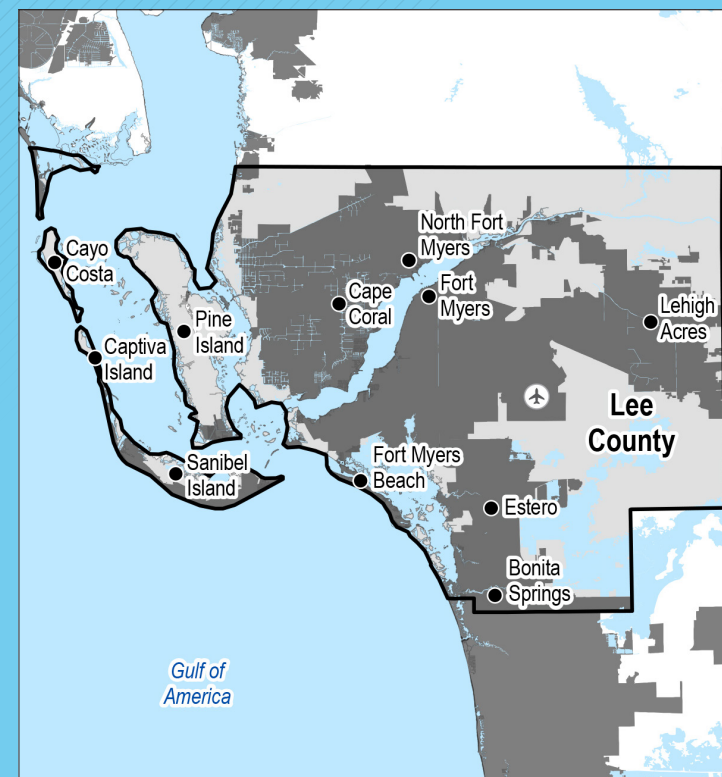 North Fort
Myers
Cayo
Costa
Cape
Coral
Fort
Myers
Pine
Island
Lehigh
Acres
Captiva
Island
Lee
County
Sanibel
Island
Fort Myers
Beach
Estero
Bonita
Springs
Gulf of
America